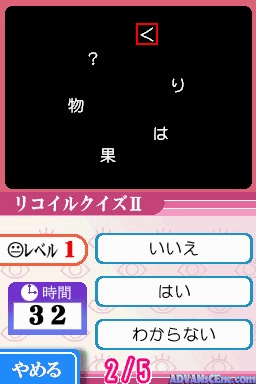 く
?
り
物
は
果
リコイルクイズⅡ
レベル 1
いいえ
時間
32
はい
わからない
やめる
2/5
ADVANSCENE.com